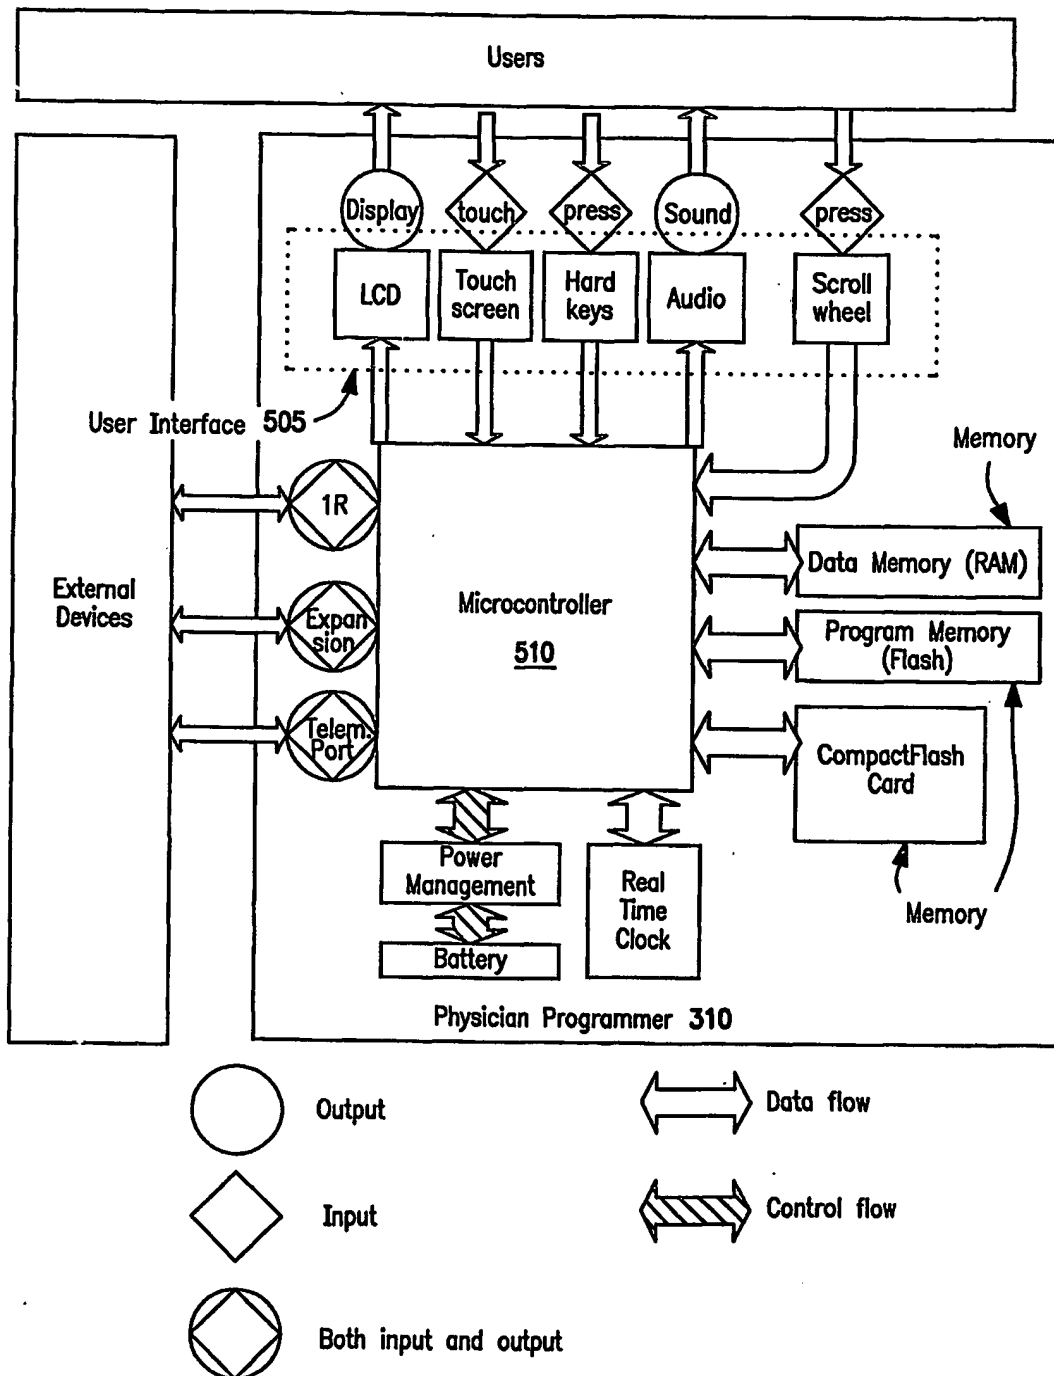 Users
Display
touch
press
Sound
press
LCD
Touch
screen
Hard
keys
Audio
Scroll
wheel
User Interface 505
Memory
1R
External
Devices
Expan
sion
Telem.
Port
Microcontroller
510
Data Memory (RAM)
Program Memory
(Flash)
CompactFlash
Card
Memory
Power
Management
Battery
Real
Time
Clock
Physician Programmer 310
Output
Data flow
Input
Control flow
Both input and output